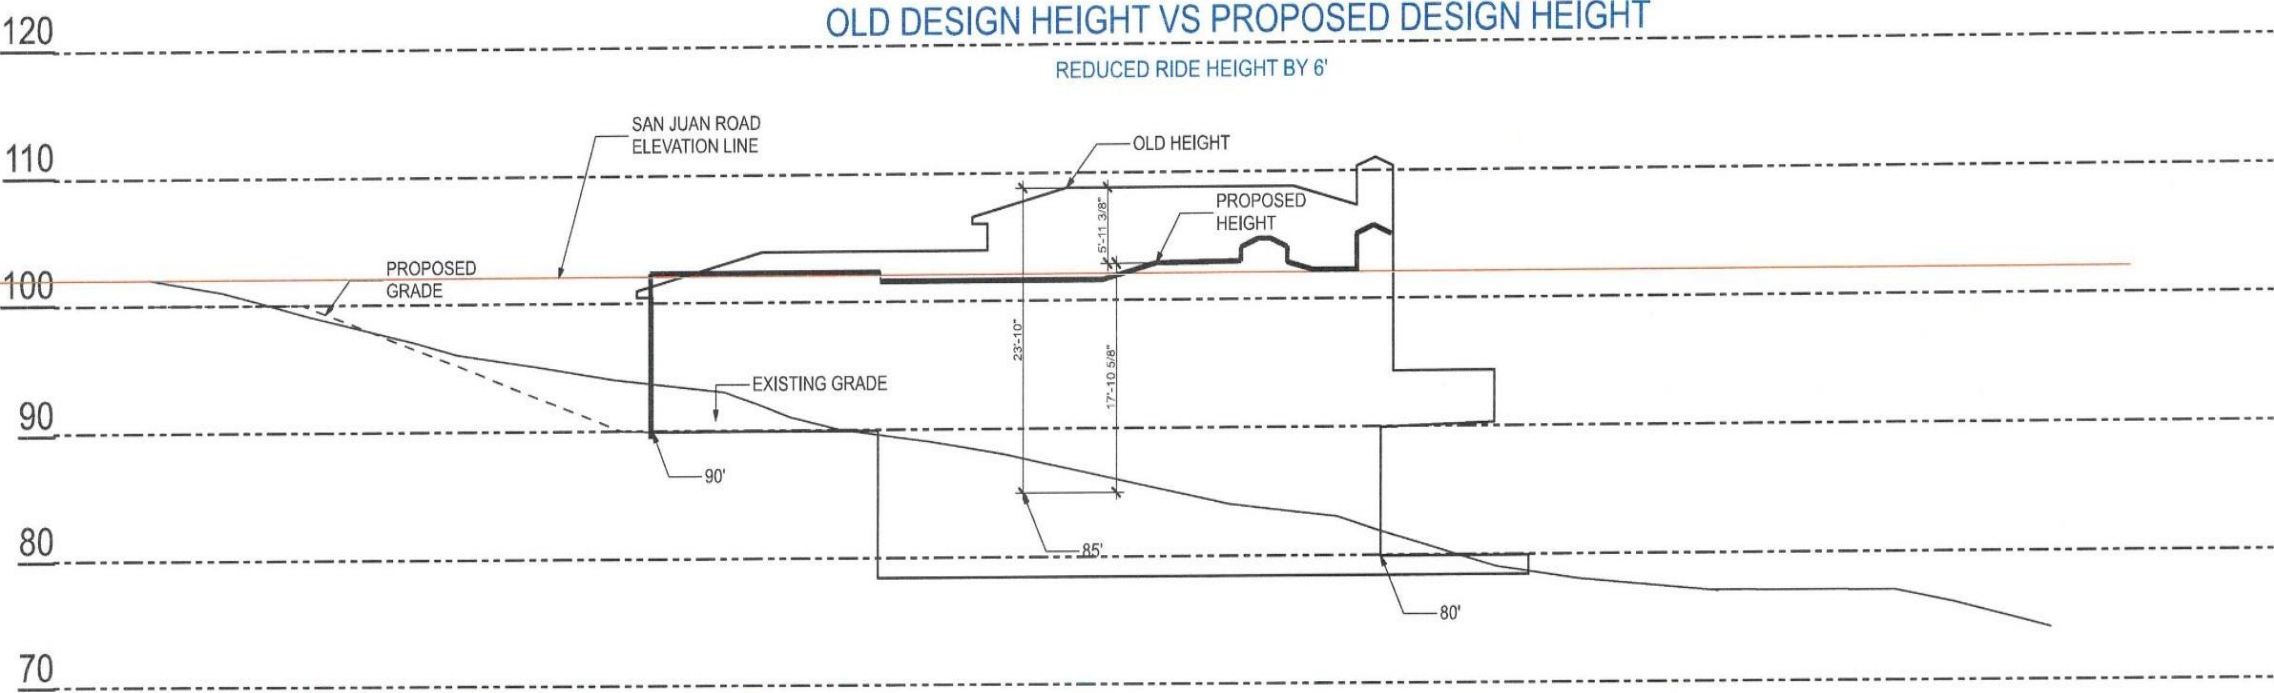 OLD DESIGN HEIGHT VS PROPOSED DESIGN HEIGHT
REDUCED RIDE HEIGHT BY 6'
120
110
100
90
80
70
SAN JUAN ROAD
ELEVATION LINE
OLD HEIGHT
PROPOSED
HEIGHT
5'-11 3/8"
PROPOSED
GRADE
23'-10"
17'-10 5/8"
EXISTING GRADE
90'
85'
80'